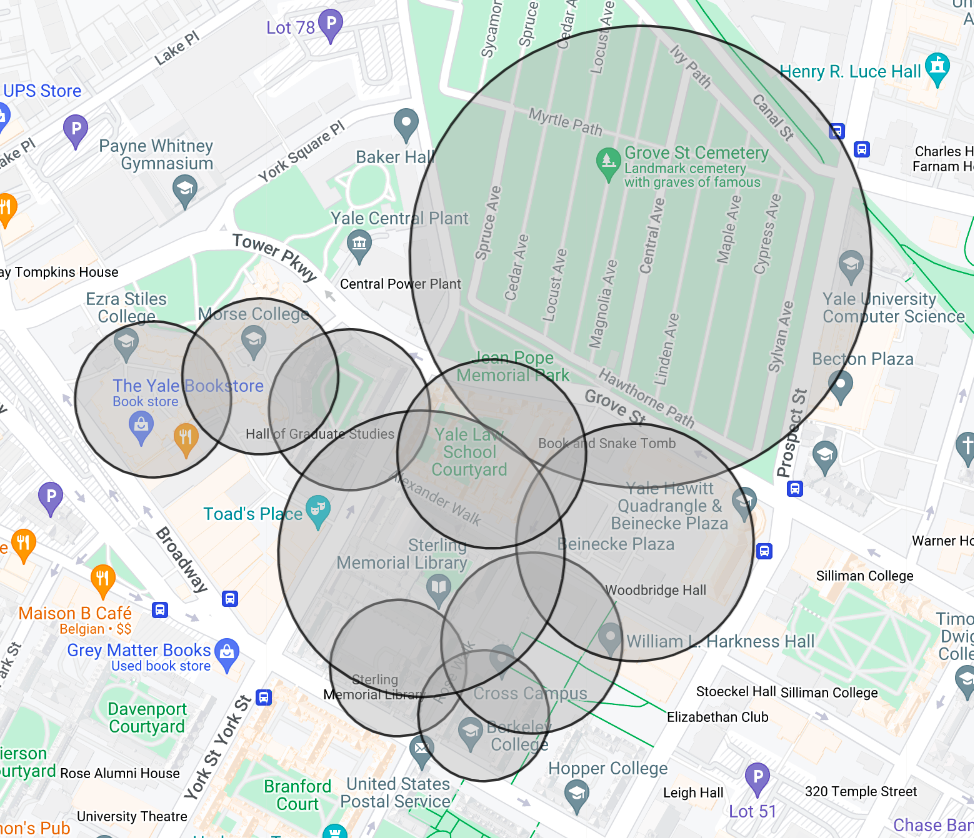 Lot 78
P
Lake Pl
Sycamor
Spruce
Cedar A
Locust Ave
Ivy Path
Canal St
Henry R. Luce Hall
UPS Store
P
ake Pl
Payne Whitney
Gymnasium
York Square Pl
Baker Hall
Myrtle Path
Grove St Cemetery
Landmark cemetery
with graves of famous
Charles H
Farnam H
Yale Central Plant
Tower Pkwy
Central Power Plant
ay Tompkins House
Spruce Ave
Cedar Ave
Locust Ave
Magnolia Ave
Central Ave
Linden Ave
Maple Ave
Cypress Ave
Sylvan Ave
Yale University
Computer Science
Ezra Stiles
College
Morse College
Jean Pope
Memorial Park
Becton Plaza
The Yale Bookstore
Book store
Hawthorne Path
Grove St
Prospect St
Hall of Graduate Studies
Yale Law
School
Courtyard
Book and Snake Tomb
P
Alexander Walk
Yale Hewitt
Quadrangle &
Beinecke Plaza
Toad's Place
Beinecke Plaza
Sterling
Memorial Library
Broadway
Warner Ho
Silliman College
Woodbridge Hall
Maison B Café
Belgian • $$
Grey Matter Books
Used book store
William L. Harkness Hall
Timo
Dwig
Colle
ark St
Sterling
Memorial Library
Cross Campus
Stoeckel Hall
Silliman College
Elizabethan Club
Davenport
Courtyard
York St
York St
Berkeley
College
ierson
ourtyard
Rose Alumni House
Hopper College
P
Lot 51
Leigh Hall
320 Temple Street
United States
Postal Service
Branford
Court
University Theatre
on's Pub
Chase Ban